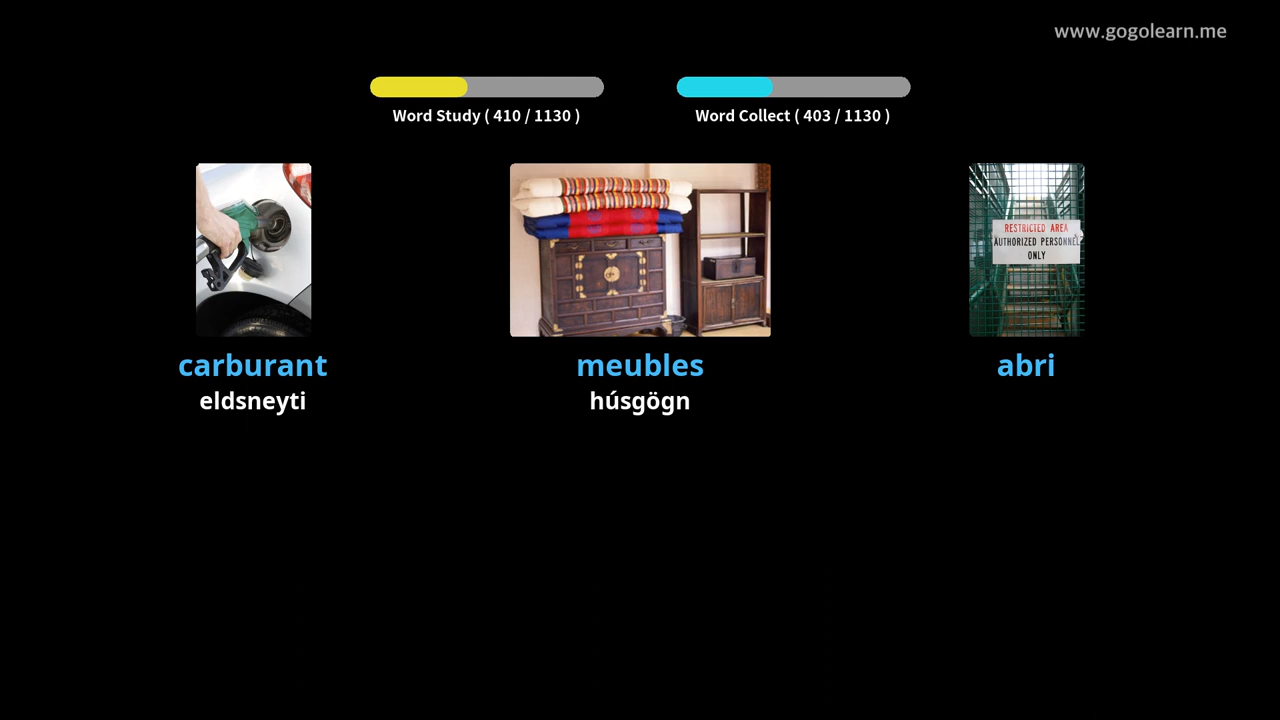 www.gogolearn.me
Word Study ( 410 / 1130 )
Word Collect ( 403 / 1130 )
RESTRICTED AREA
AUTHORIZED PERSONNEL
ONLY
carburant
eldsneyti
meubles
húsgögn
abri